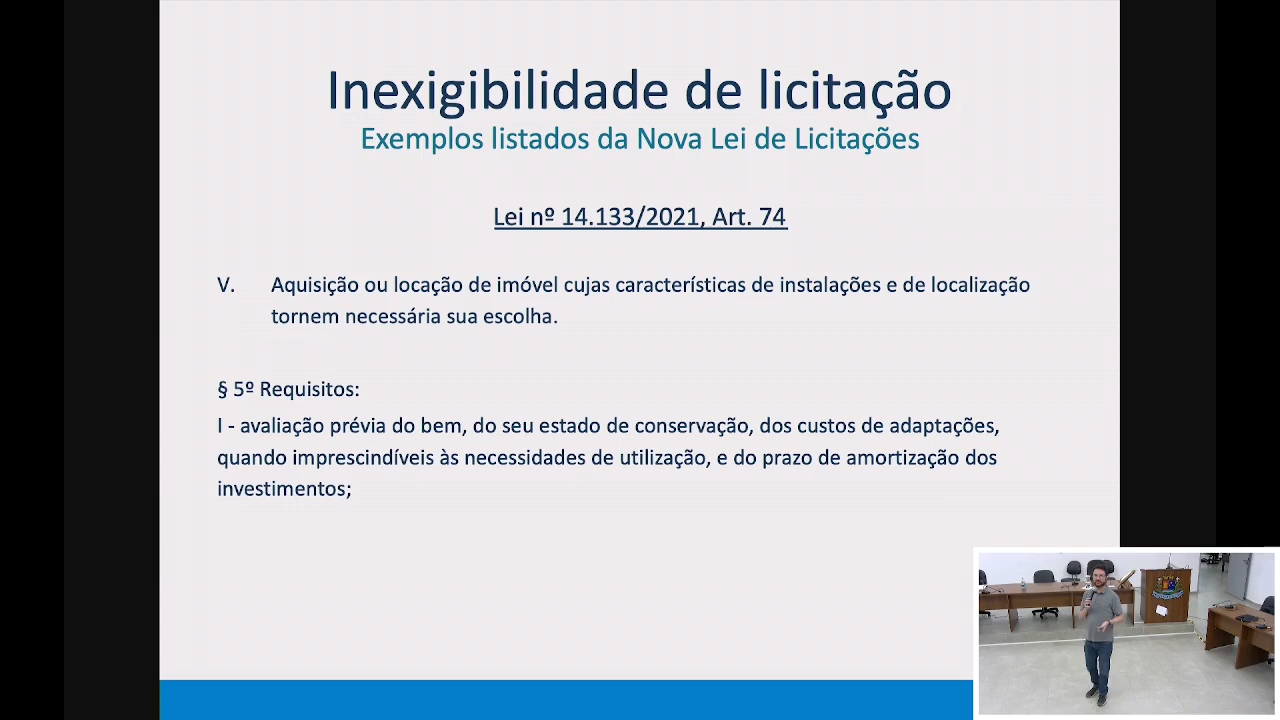 Inexigibilidade de licitação
Exemplos listados da Nova Lei de Licitações
Lei nº 14.133/2021, Art. 74
V. Aquisição ou locação de imóvel cujas características de instalações e de localização
tornem necessária sua escolha.
§ 5º Requisitos:
I - avaliação prévia do bem, do seu estado de conservação, dos custos de adaptações,
quando imprescindíveis às necessidades de utilização, e do prazo de amortização dos
investimentos;